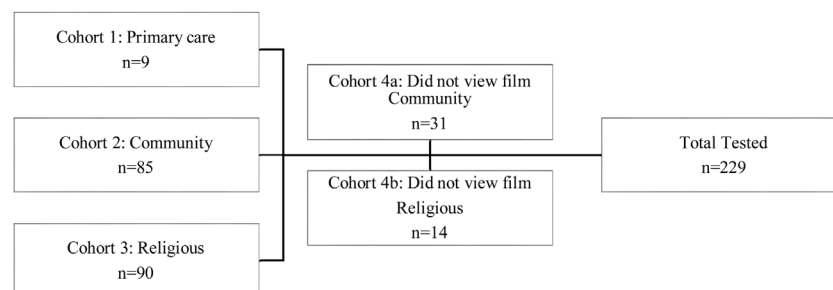 Cohort 1: Primary care
n=9
Cohort 2: Community
n=85
Cohort 3: Religious
n=90
Cohort 4a: Did not view film
Community
n=31
Cohort 4b: Did not view film
Religious
n=14
Total Tested
n=229